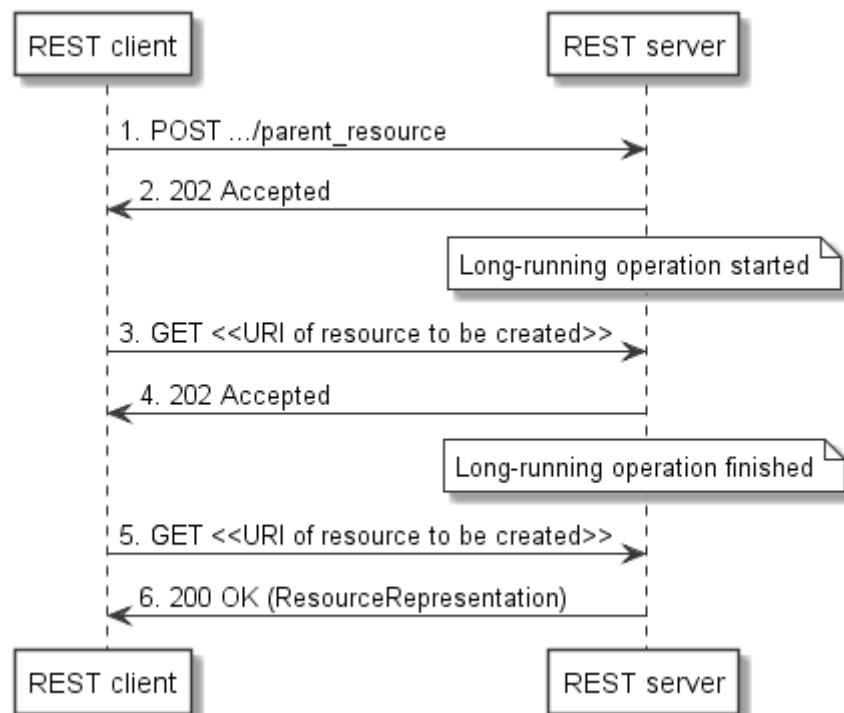 REST client
REST server
1. POST .../parent_resource
2. 202 Accepted
Long-running operation started
3. GET <<URI of resource to be created>>
4. 202 Accepted
Long-running operation finished
5. GET <<URI of resource to be created>>
6. 200 OK (ResourceRepresentation)
REST client
REST server